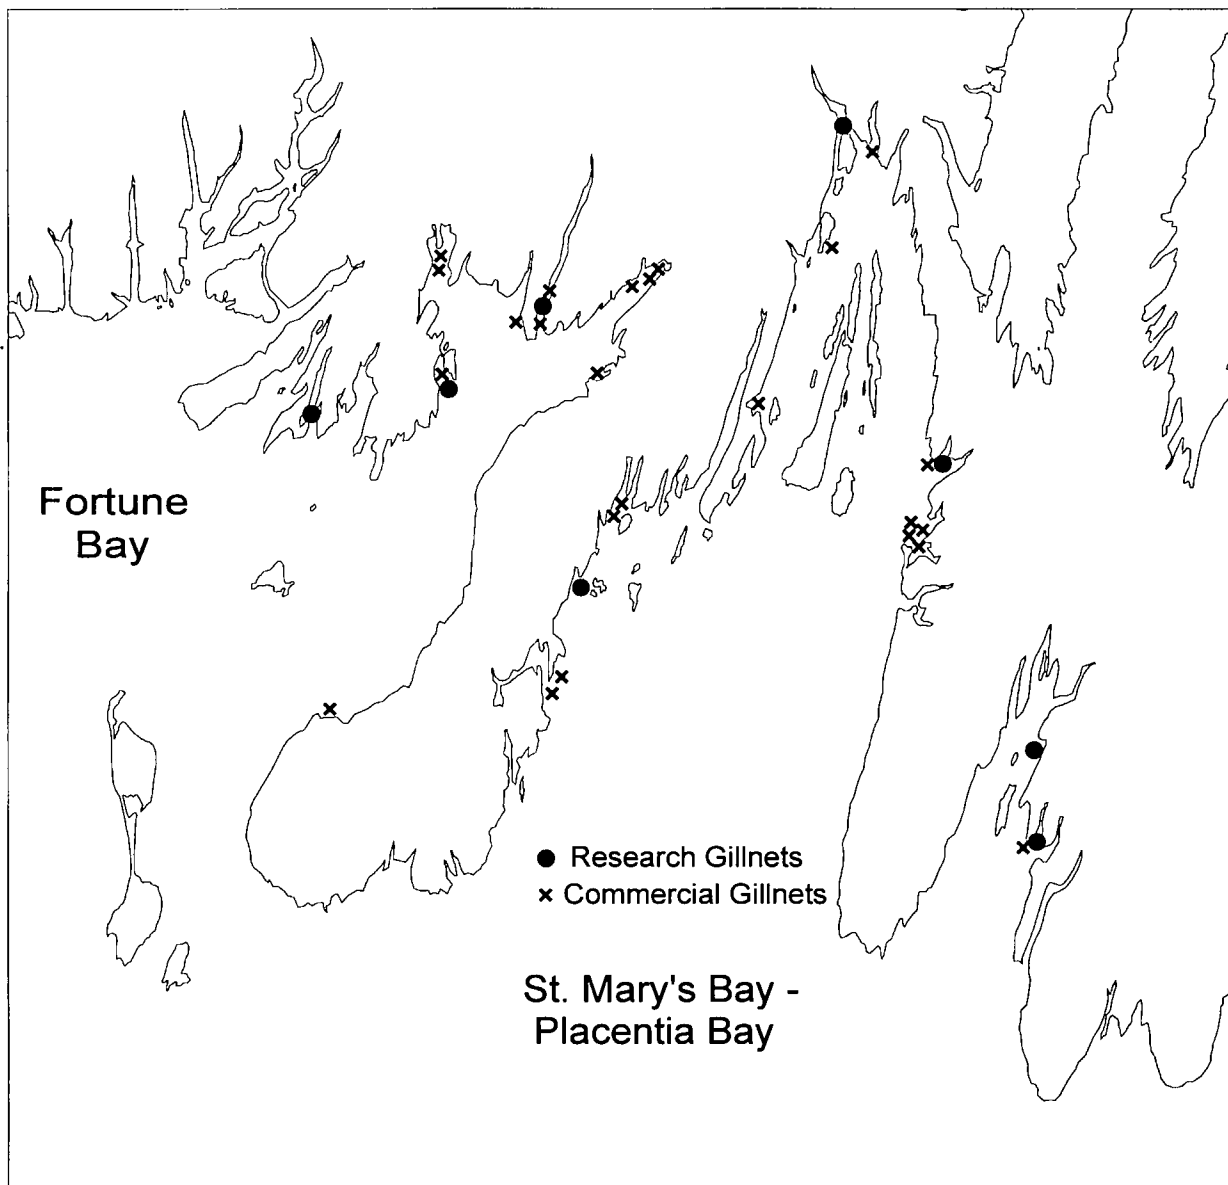 Fortune
Bay
Research Gillnets
Commercial Gillnets
St. Mary's Bay -
Placentia Bay